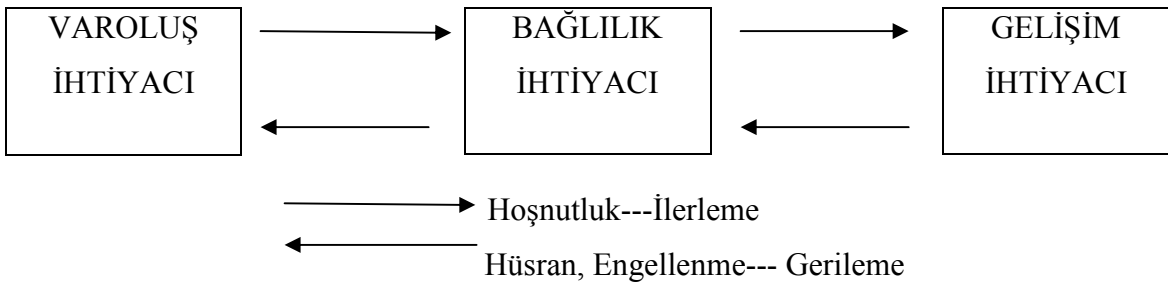 VAROLUŞ
İHTİYACI
BAĞLILIK
İHTİYACI
GELİŞİM
İHTİYACI
Hoşnutluk---İlerleme
Hüsran, Engellenme--- Gerileme